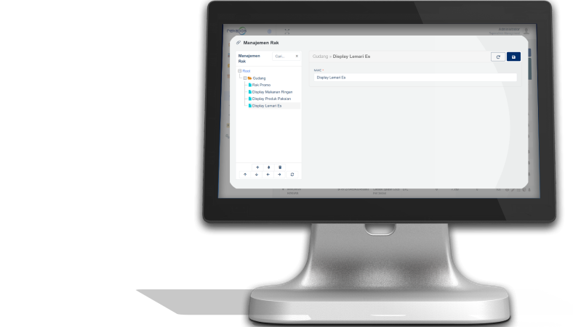 Manajemen Rak
Manajemen
Rak
Cari...
Root
Gudang
Rak Promo
Display Makanan Ringan
Display Produk Pakaian
Display Lemari Es
Gudang > Display Lemari Es
NAME *
Display Lemari Es